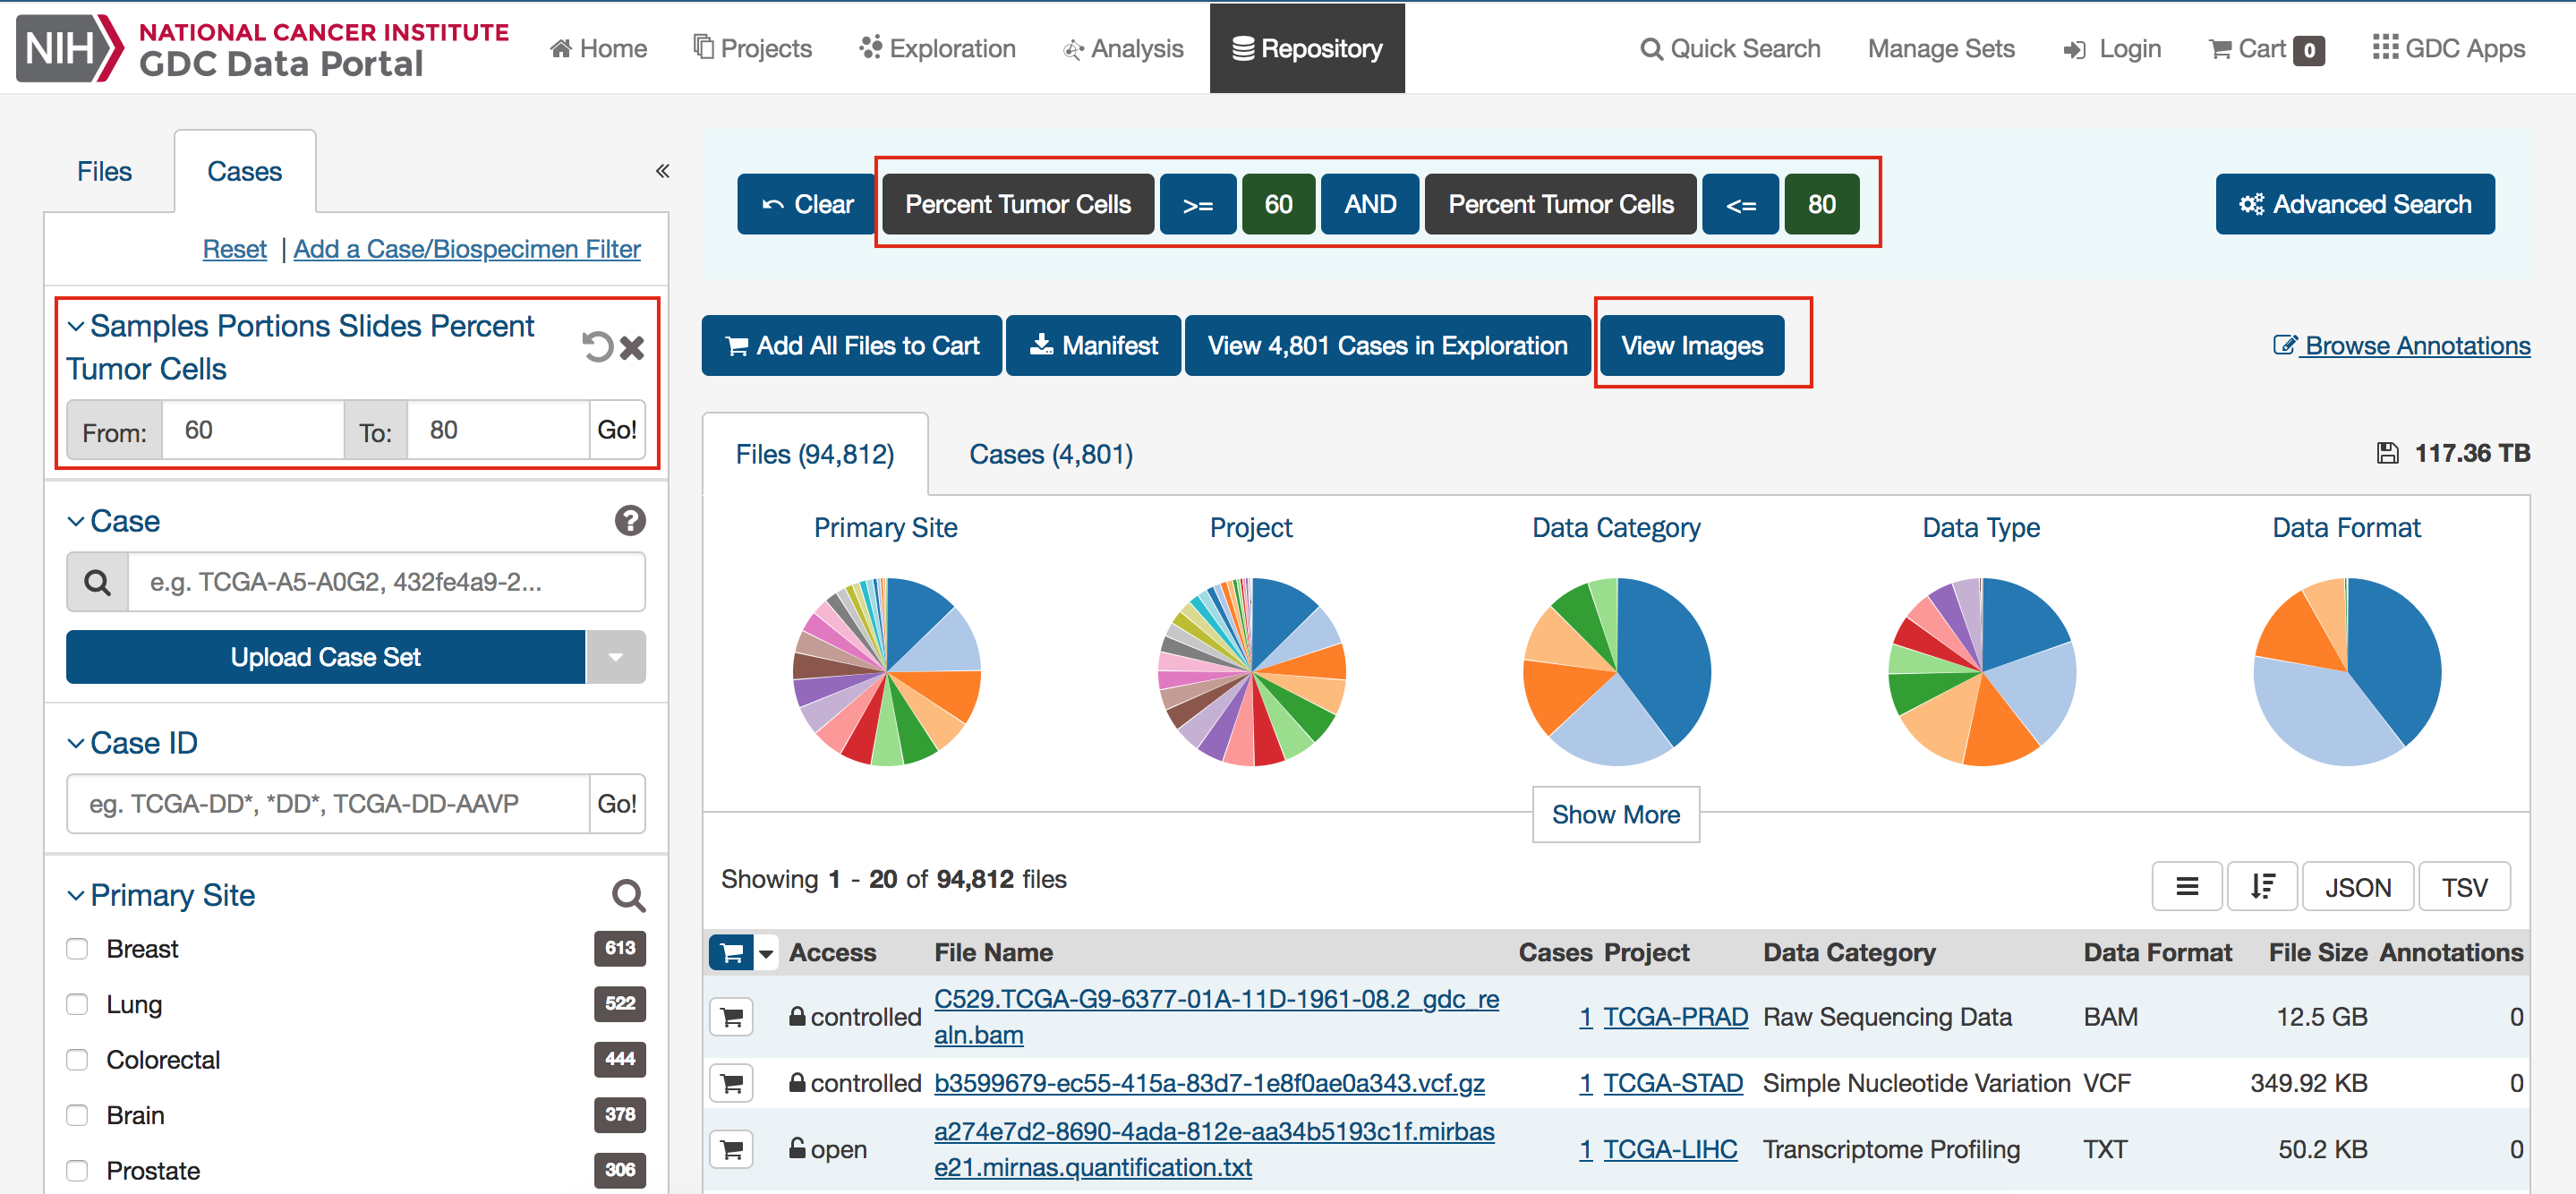 NIH NATIONAL CANCER INSTITUTE
GDC Data Portal
Home Projects Exploration Analysis Repository Quick Search Manage Sets Login Cart 0 GDC Apps
Files Cases «
Reset | Add a Case/Biospecimen Filter
Samples Portions Slides Percent
Tumor Cells
From: 60 To: 80 Go!
Case
e.g. TCGA-A5-A0G2, 432fe4a9-2...
Upload Case Set
Case ID
eg. TCGA-DD*, *DD*, TCGA-DD-AAVP Go!
Primary Site
Breast 613
Lung 522
Colorectal 444
Brain 378
Prostate 306
Clear Percent Tumor Cells >= 60 AND Percent Tumor Cells <= 80 Advanced Search
Add All Files to Cart Manifest View 4,801 Cases in Exploration View Images Browse Annotations
Files (94,812) Cases (4,801) 117.36 TB
Primary Site Project Data Category Data Type Data Format
Show More
Showing 1 - 20 of 94,812 files JSON TSV
Access File Name Cases Project Data Category Data Format File Size Annotations
controlled C529.TCGA-G9-6377-01A-11D-1961-08.2_gdc_re
aln.bam 1 TCGA-PRAD Raw Sequencing Data BAM 12.5 GB 0
controlled b3599679-ec55-415a-83d7-1e8f0ae0a343.vcf.gz 1 TCGA-STAD Simple Nucleotide Variation VCF 349.92 KB 0
open a274e7d2-8690-4ada-812e-aa34b5193c1f.mirbas
e21.mirnas.quantification.txt 1 TCGA-LIHC Transcriptome Profiling TXT 50.2 KB 0